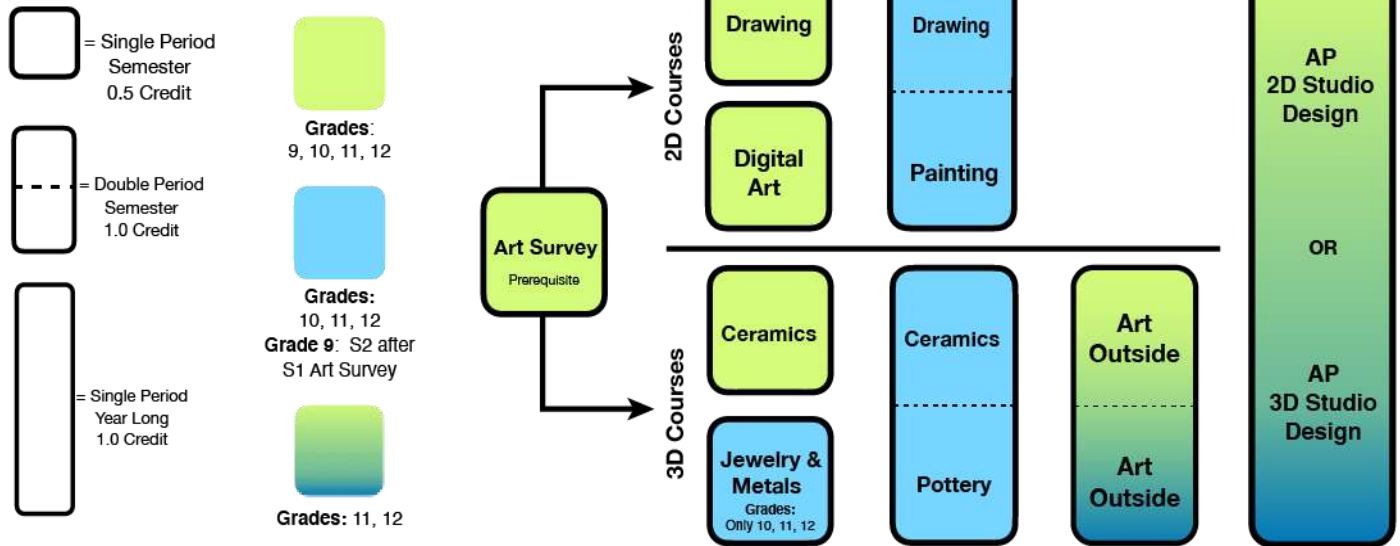 = Single Period
Semester
0.5 Credit
= Double Period
Semester
1.0 Credit
= Single Period
Year Long
1.0 Credit
Grades:
9, 10, 11, 12
Grades:
10, 11, 12
Grade 9: S2 after
S1 Art Survey
Grades: 11, 12
Art Survey
Prerequisite
2D Courses
Drawing
Digital
Art
Drawing
Painting
3D Courses
Ceramics
Jewelry &
Metals
Grades:
Only 10, 11, 12
Ceramics
Pottery
Art
Outside
Art
Outside
AP
2D Studio
Design
OR
AP
3D Studio
Design